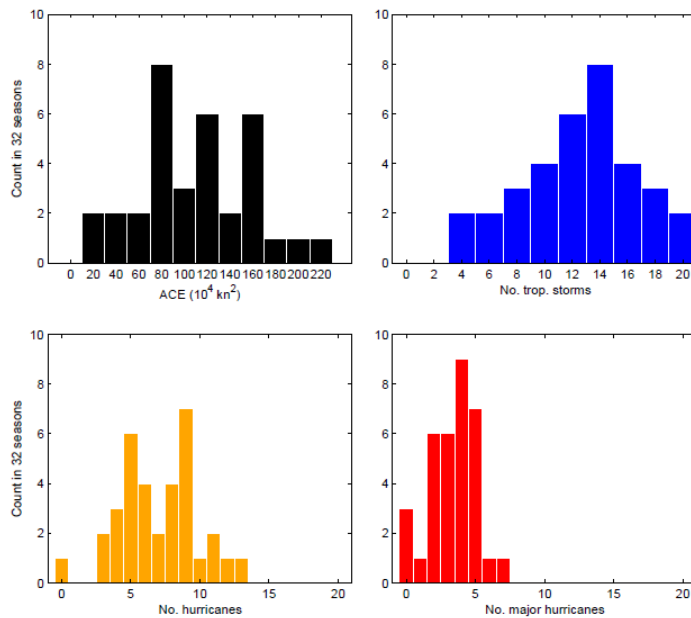 10
8
6
4
2
0
Count in 32 seasons
0 20 40 60 80 100 120 140 160 180 200 220
ACE (10⁴ kn²)
10
8
6
4
2
0
0 2 4 6 8 10 12 14 16 18 20
No. trop. storms
10
8
6
4
2
0
Count in 32 seasons
0 5 10 15 20
No. hurricanes
10
8
6
4
2
0
0 5 10 15 20
No. major hurricanes